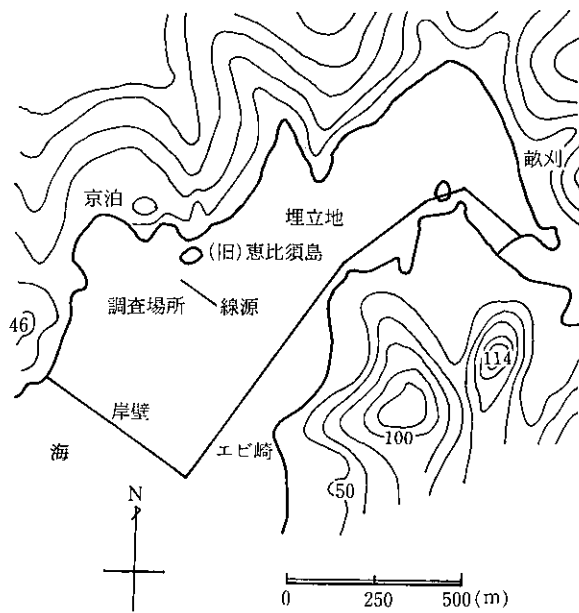 畝刈
京泊
埋立地
(旧)恵比須島
調査場所
線源
46
114
岸壁
100
海
エビ崎
50
N
0 250 500(m)